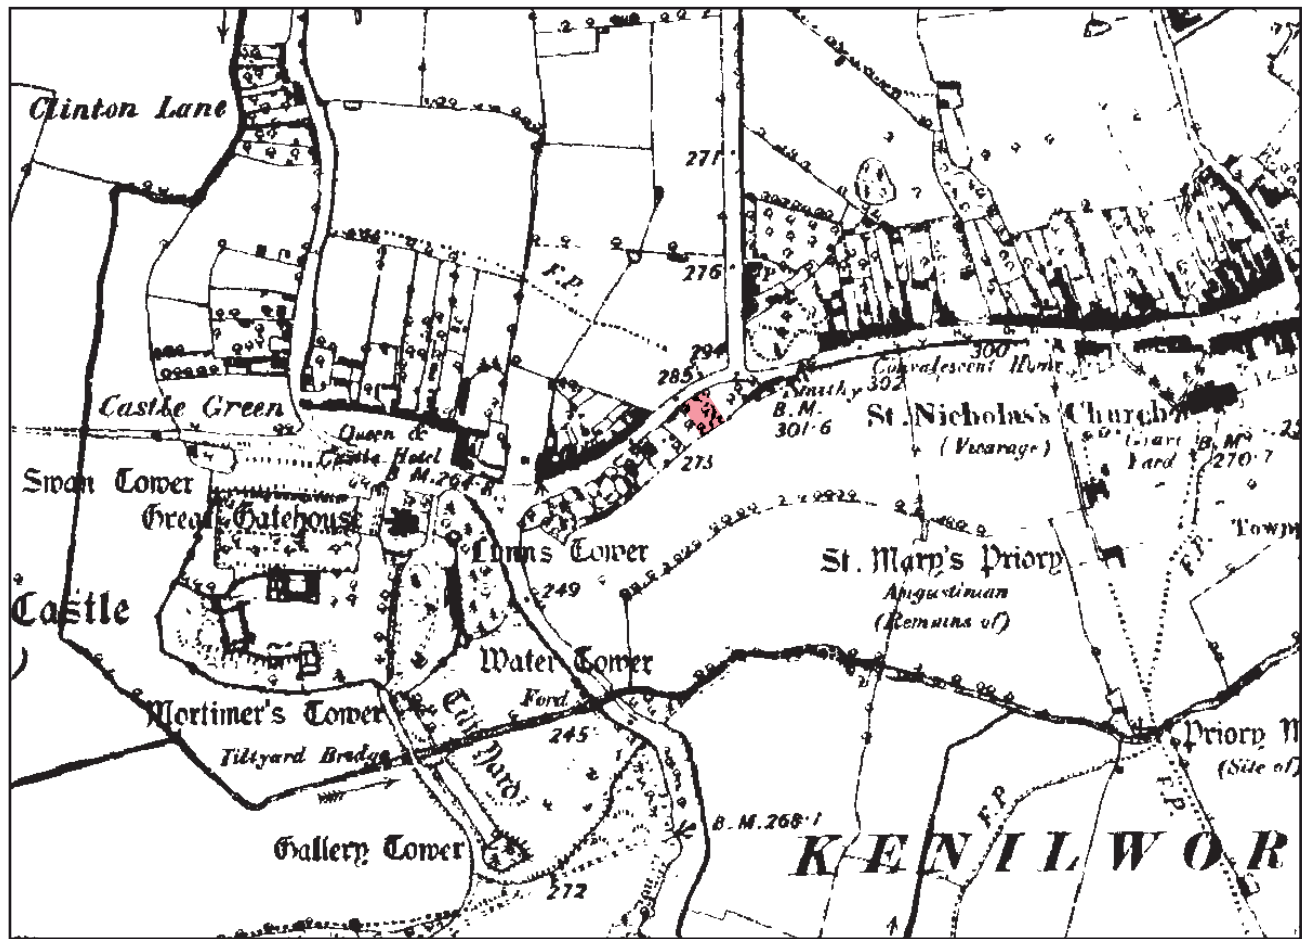 Clinton Lane
271
276
P
F.P.
294
285
300
Convalescent Home
Smithy
302
B.M.
301·6
Castle Green
St. Nicholas's Church
(Vicarage)
Queen &
Castle Hotel
B.M. 264·8
273
Yard
B.M
270·7
Swan Tower
Great Gatehouse
Lunns Tower
St. Mary's Priory
Augustinian
(Remains of)
F.P.
249
Castle
Water Tower
Ford
Mortimer's Tower
Tilt Yard
245
Tiltyard Bridge
Priory M
(Site of)
F.P
F.P
B.M. 268·1
Gallery Tower
KENILWOR
272